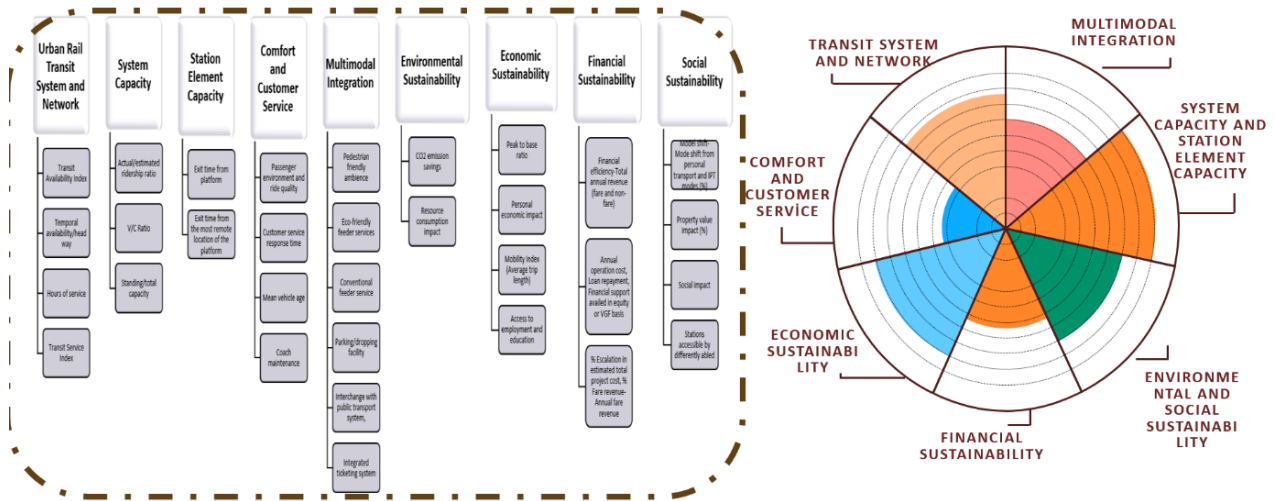 Urban Rail
Transit
System and
Network
Transit
Availability Index
Temporal
availability/head
way
Hours of service
Transit Service
Index
System
Capacity
Actual/estimated
ridership ratio
V/C Ratio
Standing/total
capacity
Station
Element
Capacity
Exit time from
platform
Exit time from
the most remote
location of the
platform
Comfort
and
Customer
Service
Passenger
environment and
ride quality
Customer service
response time
Mean vehicle age
Coach
maintenance
Multimodal
Integration
Pedestrian
friendly
ambience
Eco-friendly
feeder services
Conventional
feeder service
Parking/dropping
facility
Interchange with
public transport
system,
Integrated
ticketing system
Environmental
Sustainability
CO2 emission
savings
Resource
consumption
impact
Economic
Sustainability
Peak to base
ratio
Personal
economic impact
Mobility Index
(Average trip
length)
Access to
employment and
education
Financial
Sustainability
Financial
efficiency-Total
annual revenue
(fare and non-
fare)
Annual
operation cost,
Loan repayment,
Financial support
availed in equity
or VGF basis
% Escalation in
estimated total
project cost, %
Fare revenue-
Annual fare
revenue
Social
Sustainability
Model shift-
Mode shift from
personal
transport and IPT
modes (%)
Property value
impact (%)
Social impact
Stations
accessible by
differently abled
TRANSIT SYSTEM
AND NETWORK
MULTIMODAL
INTEGRATION
SYSTEM
CAPACITY AND
STATION
ELEMENT
CAPACITY
COMFORT
AND
CUSTOMER
SERVİCE
ECONOMIC
SUSTAINABI
LITY
FINANCIAL
SUSTAINABILITY
ENVIRONME
NTAL AND
SOCIAL
SUSTAINABI
LITY